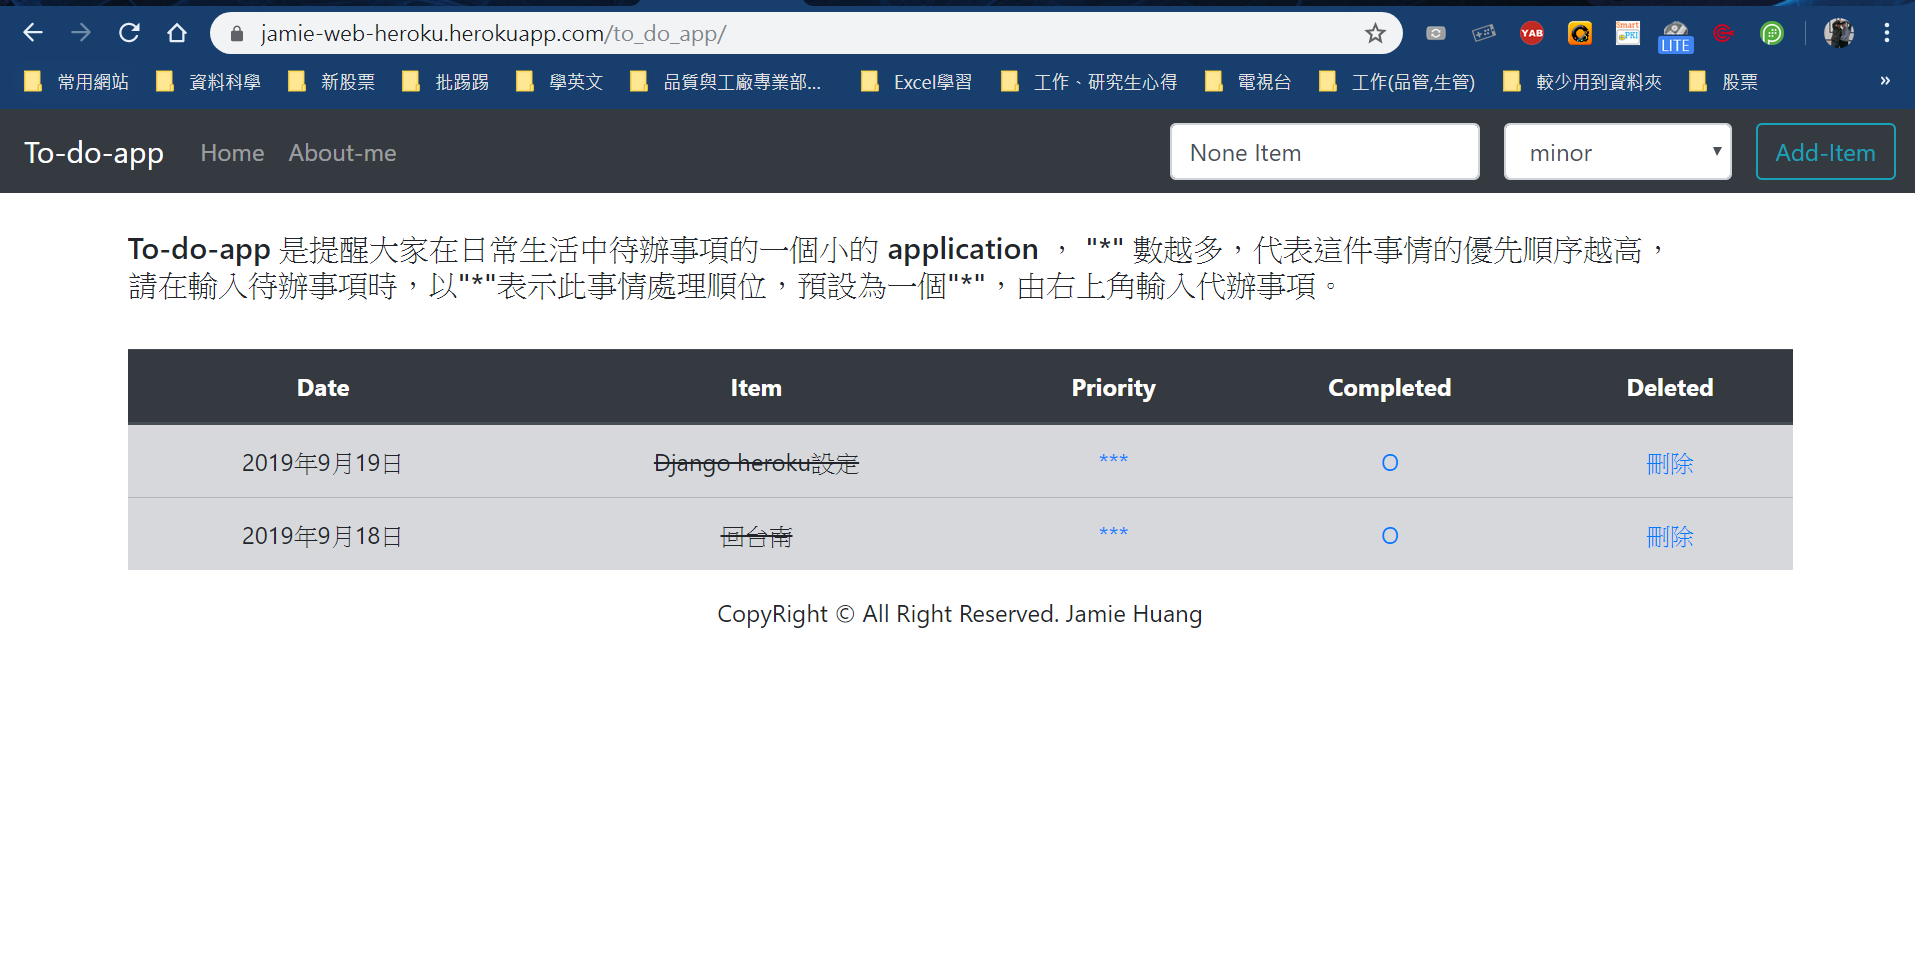 jamie-web-heroku.herokuapp.com/to_do_app/
YAB
Smart
PKI
LITE
常用網站 資料科學 新股票 批踢踢 學英文 品質與工廠專業部... Excel學習 工作、研究生心得 電視台 工作(品管,生管) 較少用到資料夾 股票 »
To-do-app Home About-me None Item minor Add-Item
To-do-app 是提醒大家在日常生活中待辦事項的一個小的 application ， "*" 數越多，代表這件事情的優先順序越高，
請在輸入待辦事項時，以"*"表示此事情處理順位，預設為一個"*"，由右上角輸入代辦事項。
Date Item Priority Completed Deleted
2019年9月19日 Django heroku設定 *** O 刪除
2019年9月18日 回台南 *** O 刪除
CopyRight © All Right Reserved. Jamie Huang